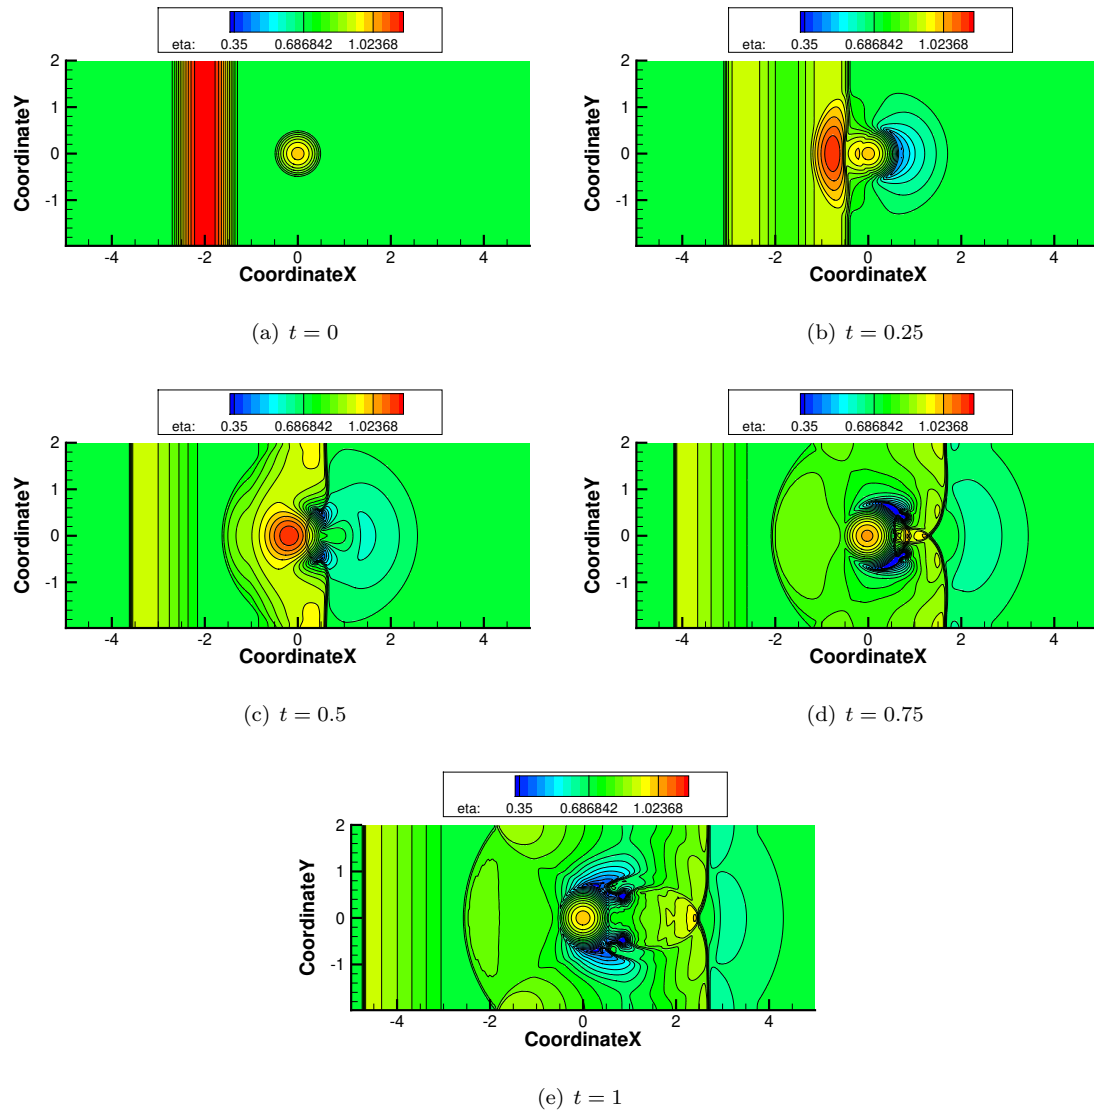 eta: 0.35 0.686842 1.02368
eta: 0.35 0.686842 1.02368
CoordinateY
2
1
0
-1
-4 -2 0 2 4
CoordinateX
CoordinateY
2
1
0
-1
-4 -2 0 2 4
CoordinateX
(a) t = 0
(b) t = 0.25
eta: 0.35 0.686842 1.02368
eta: 0.35 0.686842 1.02368
CoordinateY
2
1
0
-1
-4 -2 0 2 4
CoordinateX
CoordinateY
2
1
0
-1
-4 -2 0 2 4
CoordinateX
(c) t = 0.5
(d) t = 0.75
eta: 0.35 0.686842 1.02368
CoordinateY
2
1
0
-1
-4 -2 0 2 4
CoordinateX
(e) t = 1